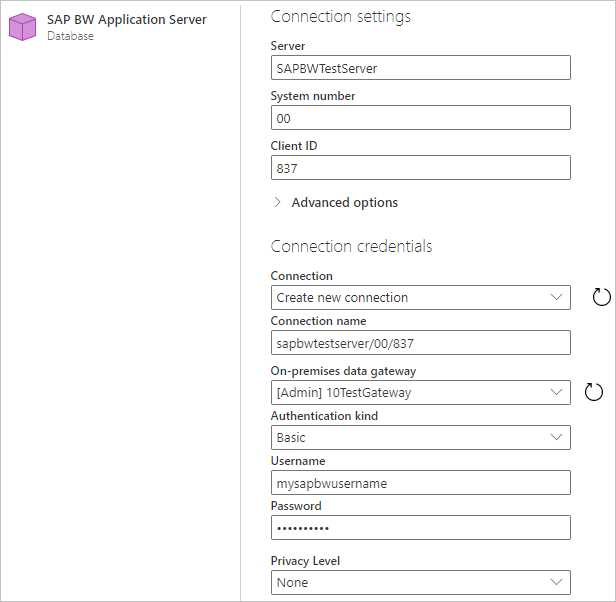 SAP BW Application Server
Database
Connection settings
Server
SAPBWTestServer
System number
00
Client ID
837
Advanced options
Connection credentials
Connection
Create new connection
Connection name
sapbwtestserver/00/837
On-premises data gateway
[Admin] 10TestGateway
Authentication kind
Basic
Username
mysapbwusername
Password
••••••••••
Privacy Level
None